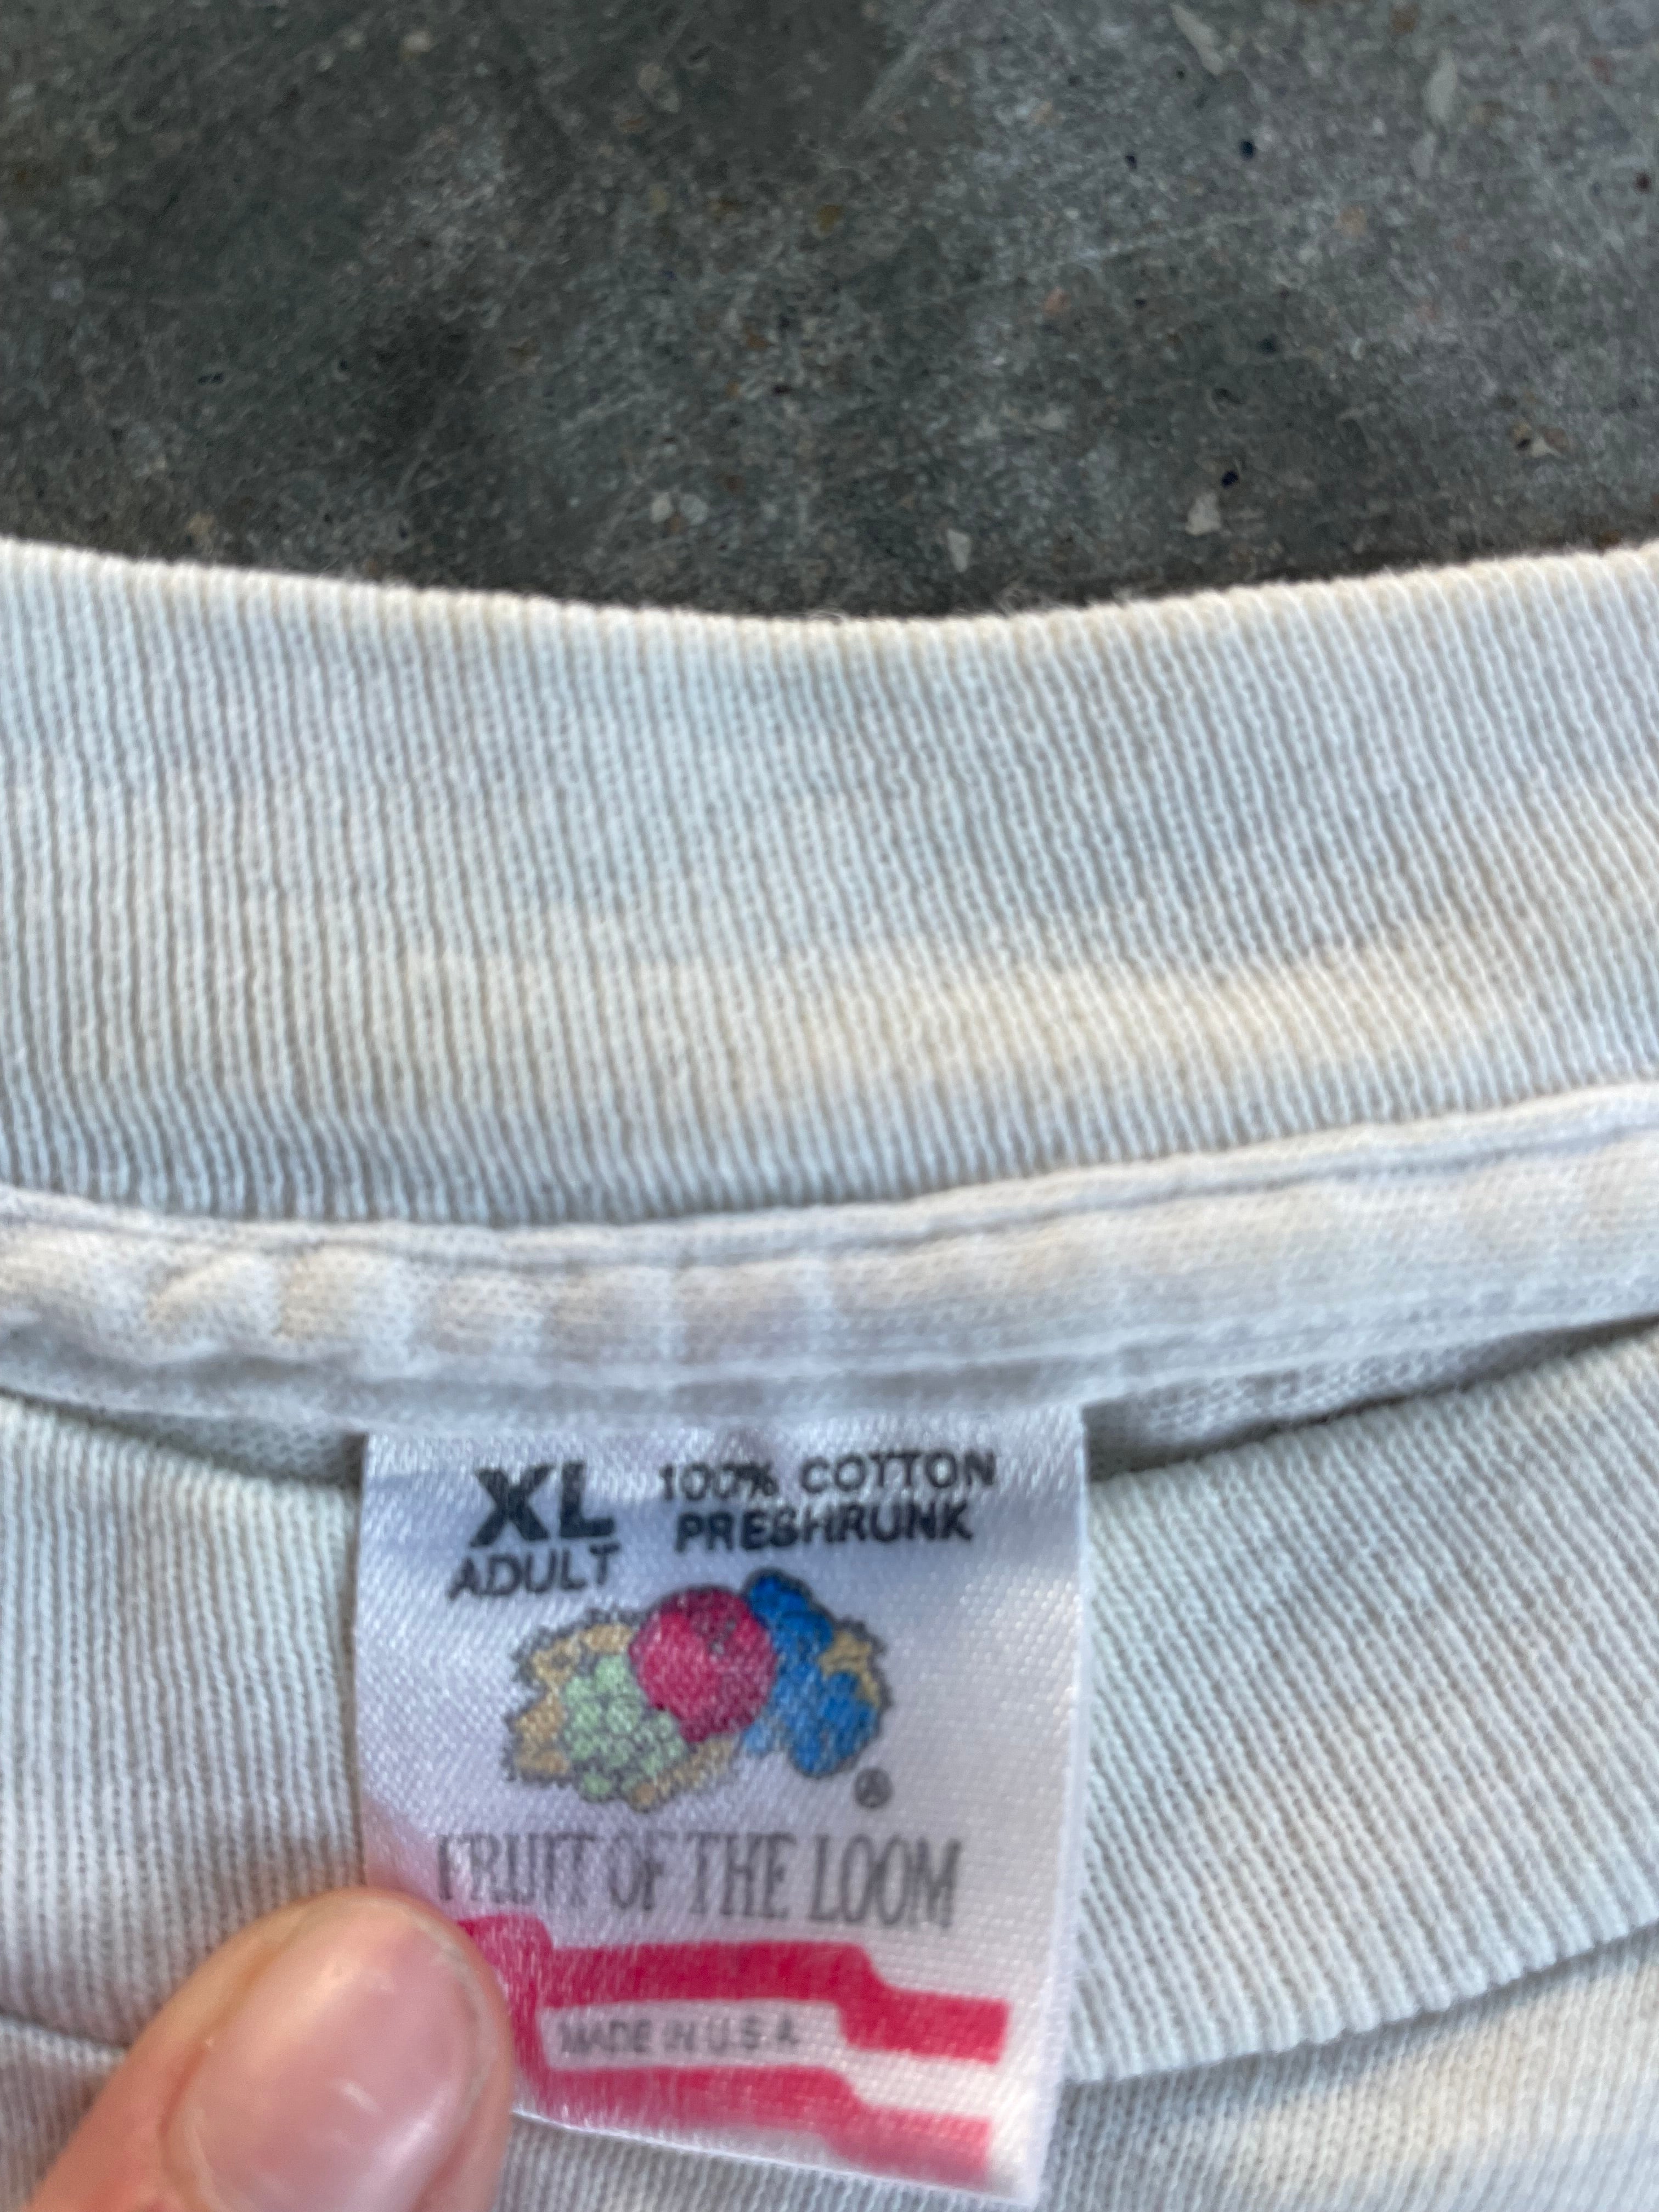 XL 100% COTTON
ADULT PRESHRUNK
®
FRUIT OF THE LOOM
MADE IN U.S.A.